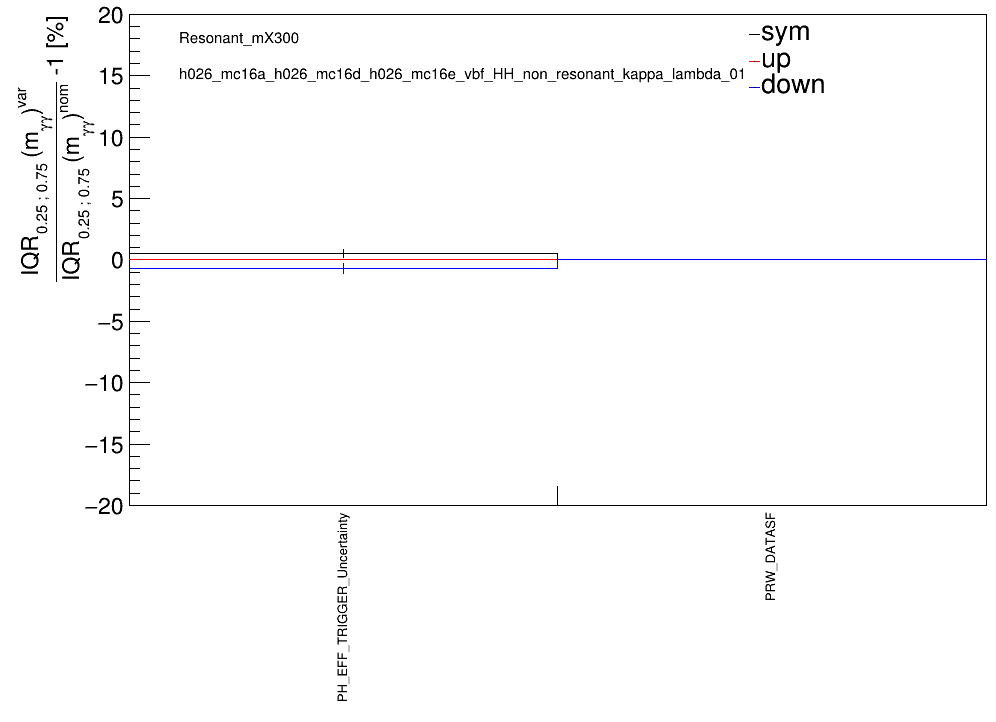 IQR0.25 ; 0.75 (mγγ)var
IQR0.25 ; 0.75 (mγγ)nom
-1 [%]
20
15
10
5
0
−5
−10
−15
−20
Resonant_mX300
h026_mc16a_h026_mc16d_h026_mc16e_vbf_HH_non_resonant_kappa_lambda_01
sym
up
down
PH_EFF_TRIGGER_Uncertainty
PRW_DATASF